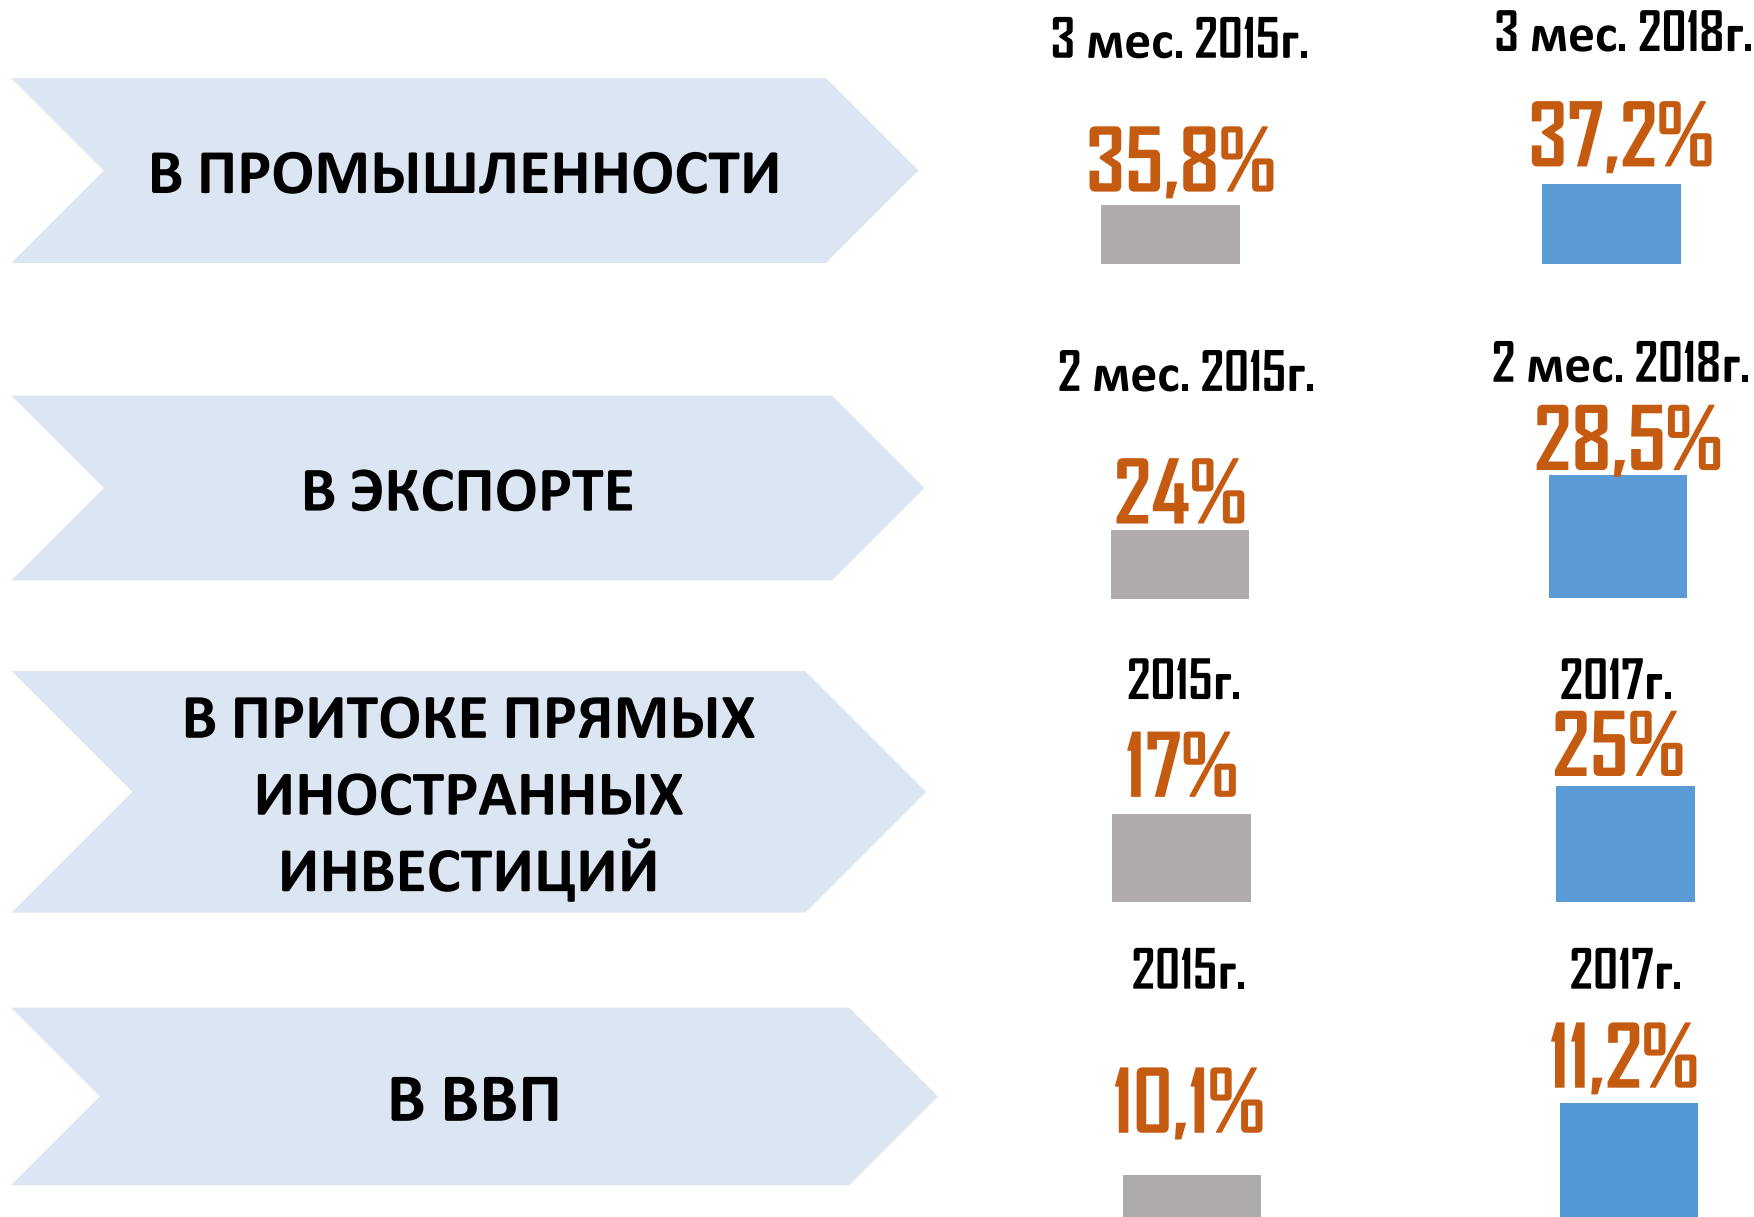 3 мес. 2015г.
3 мес. 2018г.
В ПРОМЫШЛЕННОСТИ
35,8%
37,2%
2 мес. 2015г.
2 мес. 2018г.
В ЭКСПОРТЕ
24%
28,5%
2015г.
2017г.
В ПРИТОКЕ ПРЯМЫХ
ИНОСТРАННЫХ
ИНВЕСТИЦИЙ
17%
25%
2015г.
2017г.
В ВВП
10,1%
11,2%